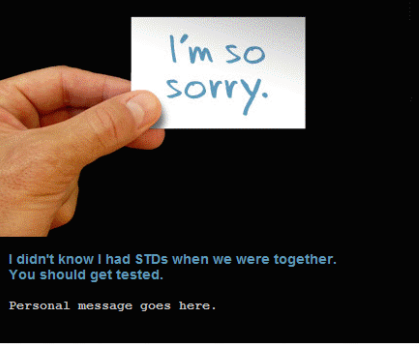 I'm so
sorry.
I didn't know I had STDs when we were together.
You should get tested.
Personal message goes here.